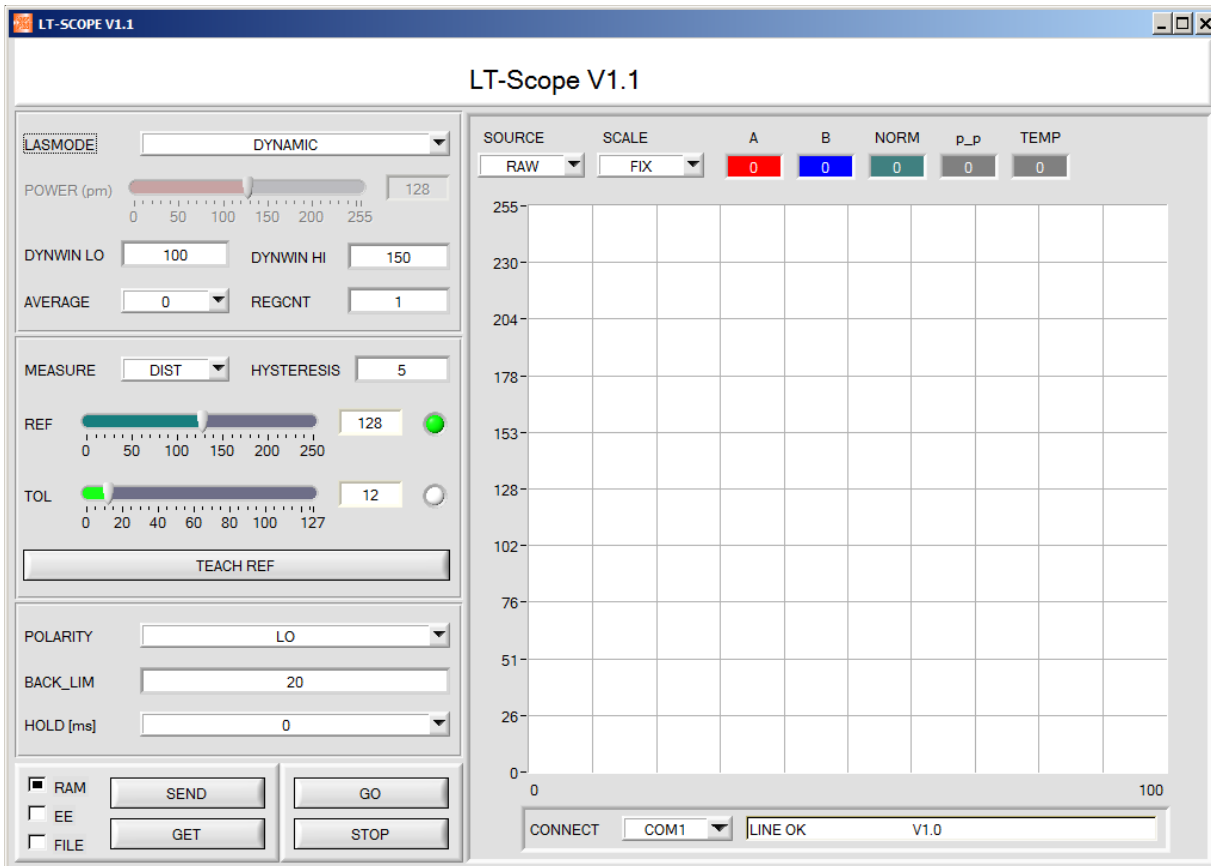 LT-SCOPE V1.1
LT-Scope V1.1
LASMODE DYNAMIC
POWER (pm) 128
0 50 100 150 200 255
DYNWIN LO 100 DYNWIN HI 150
AVERAGE 0 REGCNT 1
MEASURE DIST HYSTERESIS 5
REF 128
0 50 100 150 200 250
TOL 12
0 20 40 60 80 100 127
TEACH REF
POLARITY LO
BACK_LIM 20
HOLD [ms] 0
RAM SEND GO
EE
GET STOP
FILE
SOURCE SCALE A B NORM p_p TEMP
RAW FIX 0 0 0 0 0
255
230
204
178
153
128
102
76
51
26
0
0 100
CONNECT COM1 LINE OK V1.0